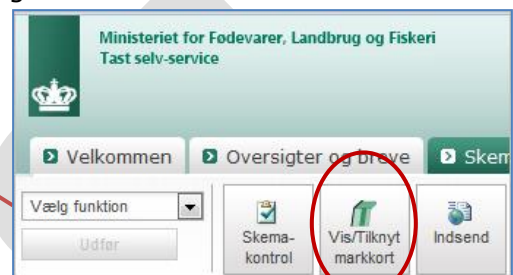 Ministeriet for Fødevarer, Landbrug og Fiskeri
Tast selv-service
Velkommen
Oversigter og breve
Skem
Vælg funktion
Udfør
Skema-
kontrol
Vis/Tilknyt
markkort
Indsend